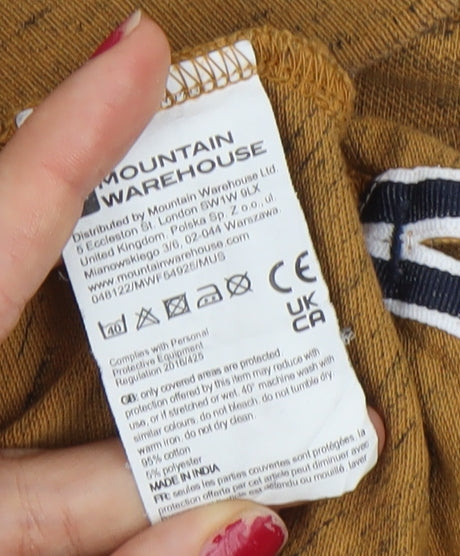 MOUNTAIN
WAREHOUSE
Distributed by Mountain Warehouse Ltd.
5 Eccleston St. London SW1W 9LX
United Kingdom. Polska Sp. Z o.o., ul.
Mianowskiego 3/6, 02-044 Warszawa.
www.mountainwarehouse.com
048122/MWF54925/MUS
40
CE
UK
CA
Complies with Personal
Protective Equipment
Regulation 2016/425
GB: only covered areas are protected
protection offered by this item may reduce with
use, or if stretched or wet. 40° machine wash with
similar colours. do not bleach. do not tumble dry
warm iron. do not dry clean
95% cotton
5% polyester
MADE IN INDIA
FR: seules les parties couvertes sont protégées. la
protection offerte par cet article peut diminuer avec
ou mouillé. laver